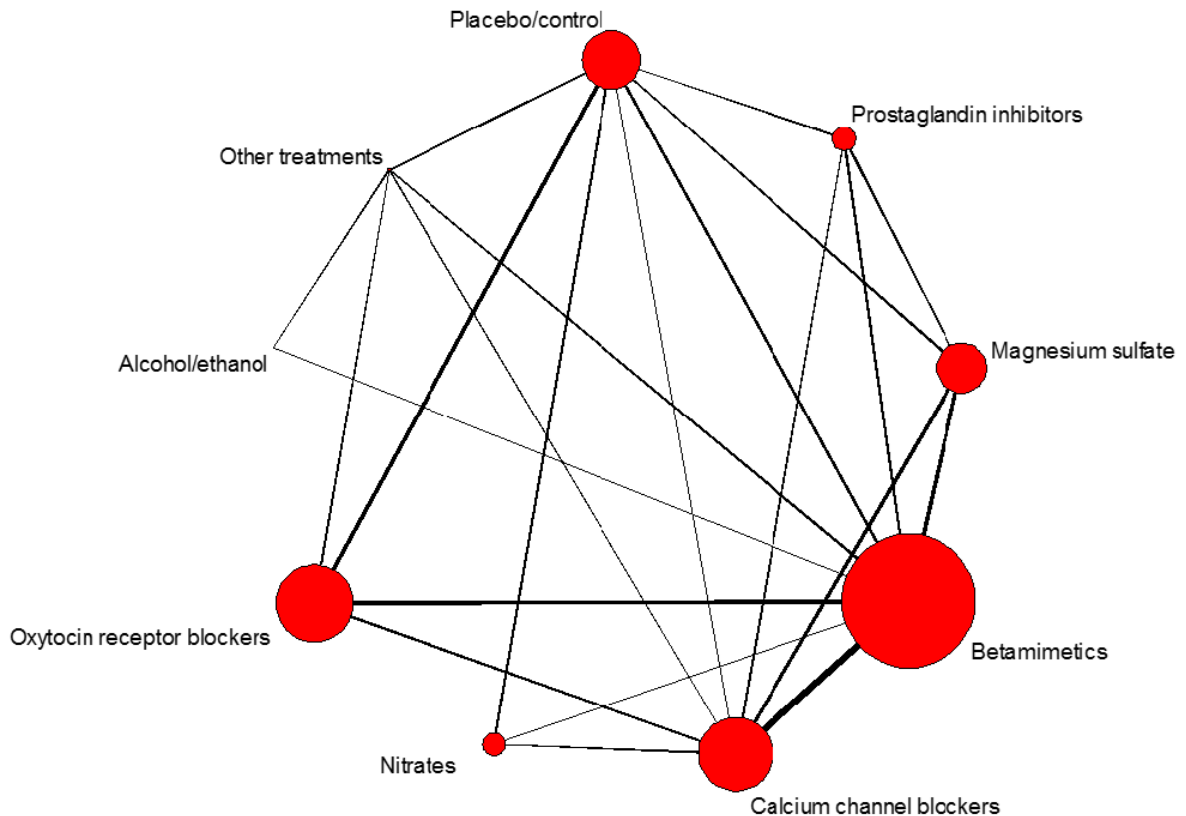 Placebo/control
Prostaglandin inhibitors
Other treatments
Magnesium sulfate
Alcohol/ethanol
Oxytocin receptor blockers
Betamimetics
Nitrates
Calcium channel blockers